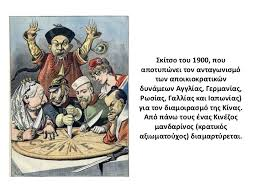 Σκίτσο του 1900, που
αποτυπώνει τον ανταγωνισμό
των αποικιοκρατικών
δυνάμεων Αγγλίας, Γερμανίας,
Ρωσίας, Γαλλίας και Ιαπωνίας)
για τον διαμοιρασμό της Κίνας.
Από πάνω τους ένας Κινέζος
μανδαρίνος (κρατικός
αξιωματούχος) διαμαρτύρεται.